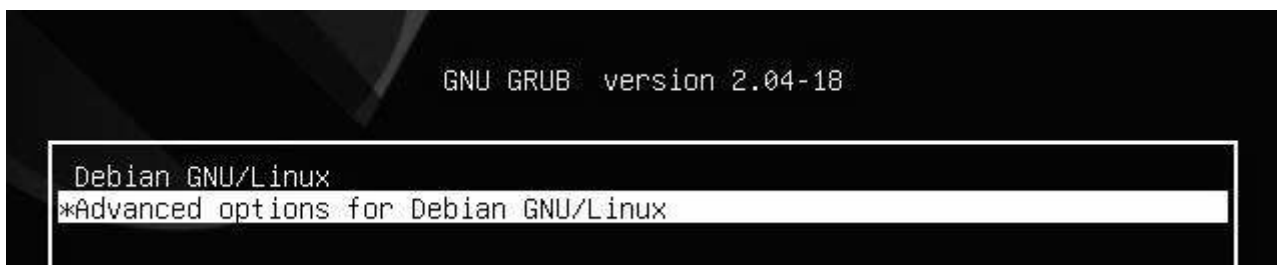 GNU GRUB version 2.04-18
Debian GNU/Linux
*Advanced options for Debian GNU/Linux